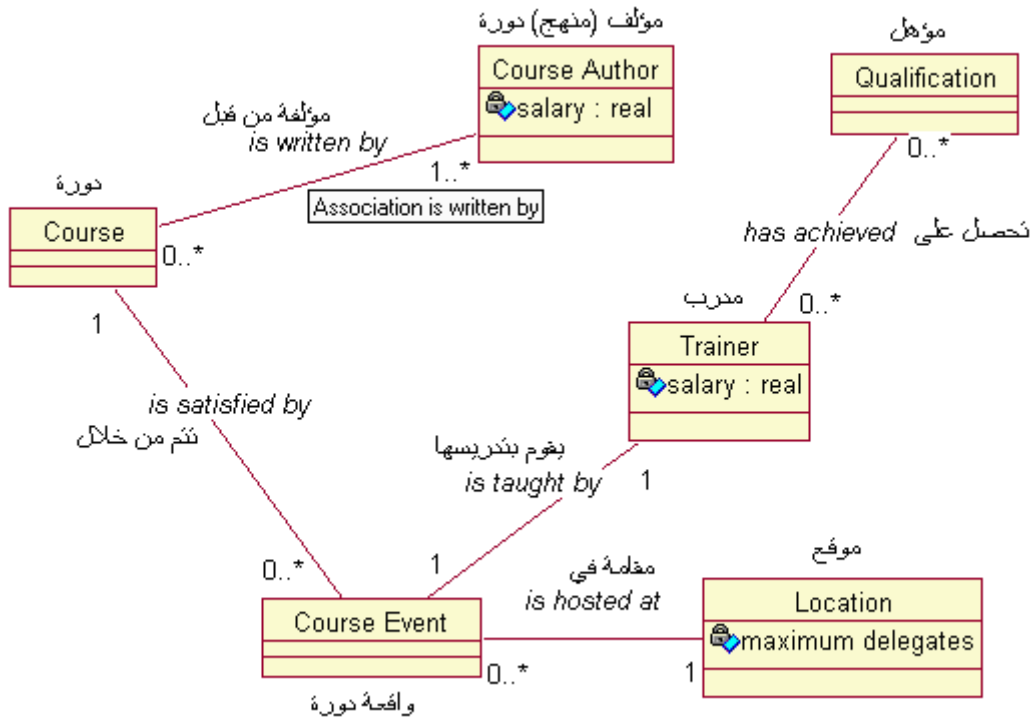 مؤلف (منهج) دورة
Course Author
salary : real
مؤهل
Qualification
مؤلفة من قبل
is written by
1..*
Association is written by
0..*
دورة
Course
0..*
1
has achieved تحصل على
0..*
مدرب
Trainer
salary : real
is satisfied by
تتم من خلال
يقوم بتدريسها
is taught by
1
0..*
1
موقع
مقامة في
is hosted at
Location
maximum delegates
Course Event
0..*
1
واقعة دورة